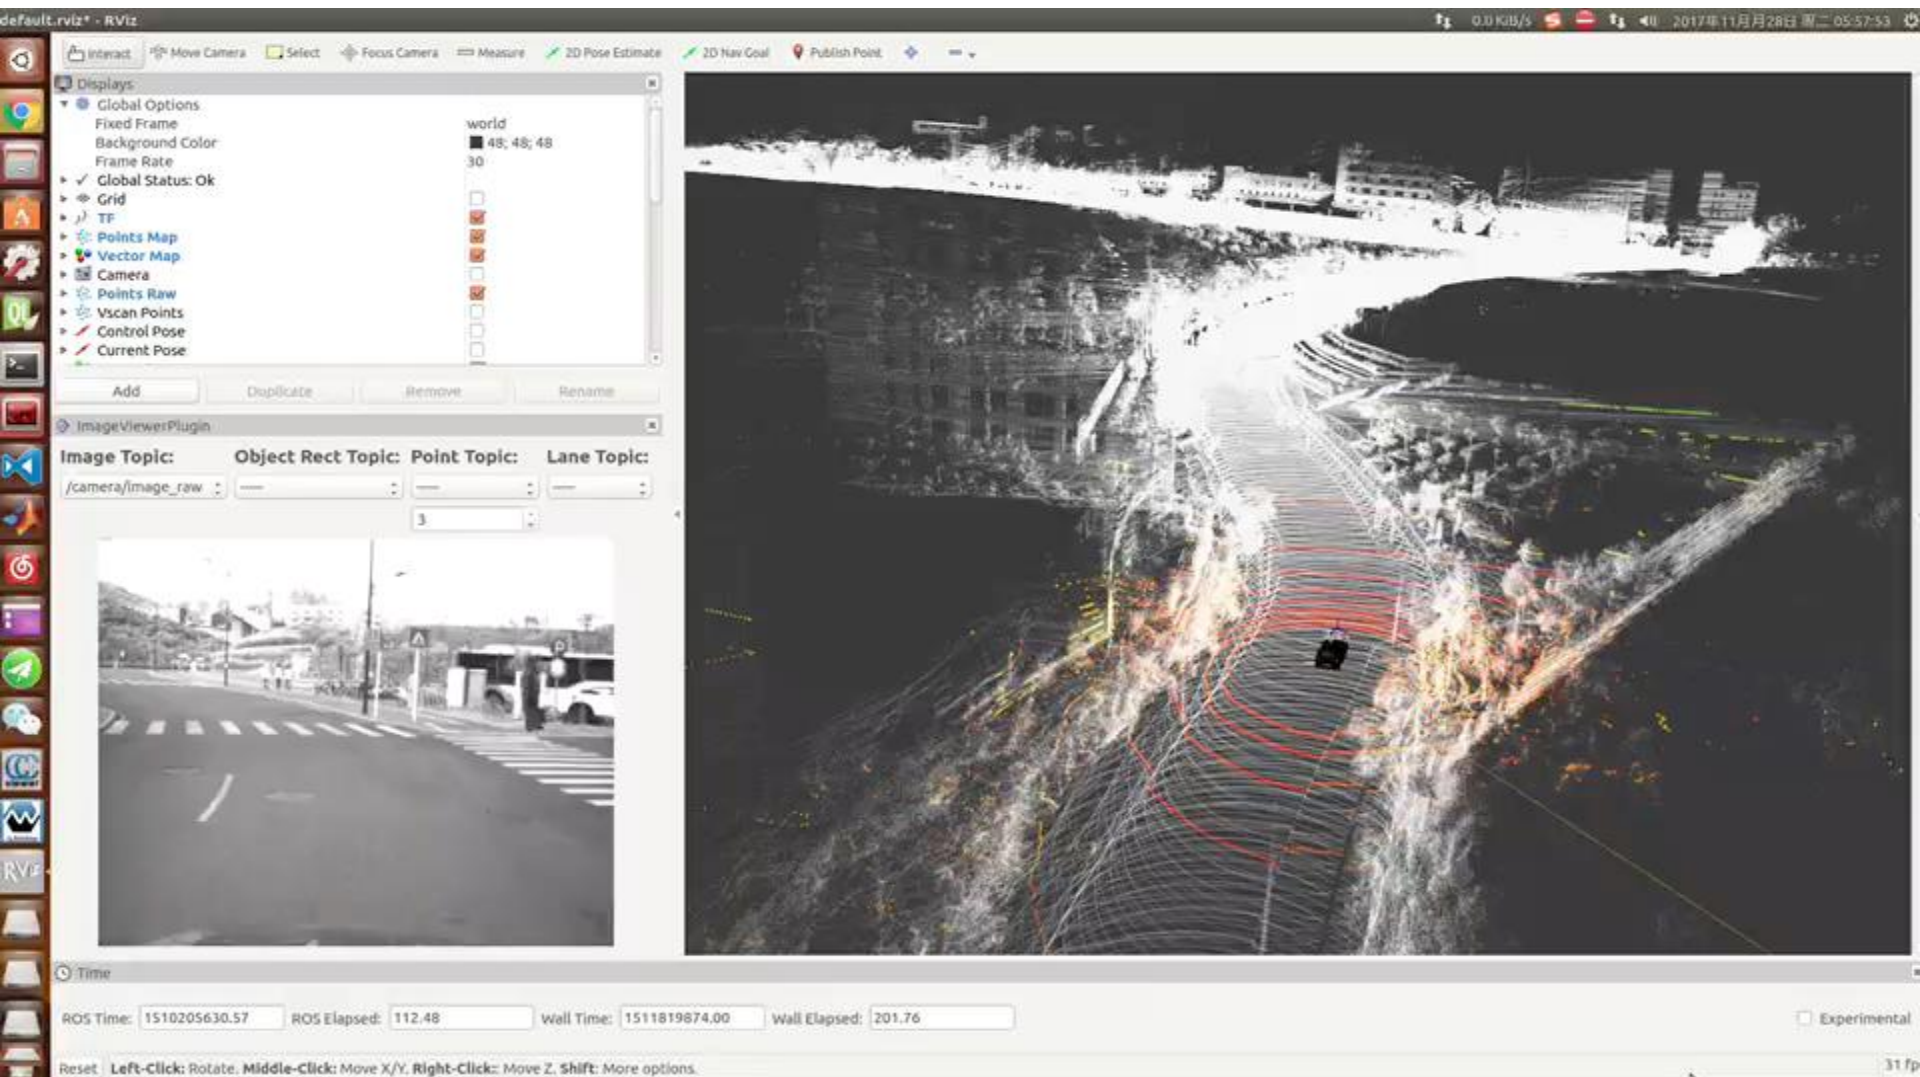 default.rviz* - RViz
0.0 KiB/s
2017年11月月28日 周二 05:57:53
Interact Move Camera Select Focus Camera Measure 2D Pose Estimate 2D Nav Goal Publish Point
Displays
Global Options
Fixed Frame world
Background Color 48; 48; 48
Frame Rate 30
Global Status: Ok
Grid
TF
Points Map
Vector Map
Camera
Points Raw
Vscan Points
Control Pose
Current Pose
Add Duplicate Remove Rename
ImageViewerPlugin
Image Topic: Object Rect Topic: Point Topic: Lane Topic:
/camera/image_raw
3
Time
ROS Time: 1510205630.57 ROS Elapsed: 112.48 Wall Time: 1511819874.00 Wall Elapsed: 201.76 Experimental
Reset Left-Click: Rotate. Middle-Click: Move X/Y. Right-Click:: Move Z. Shift: More options. 31 fp
RViz